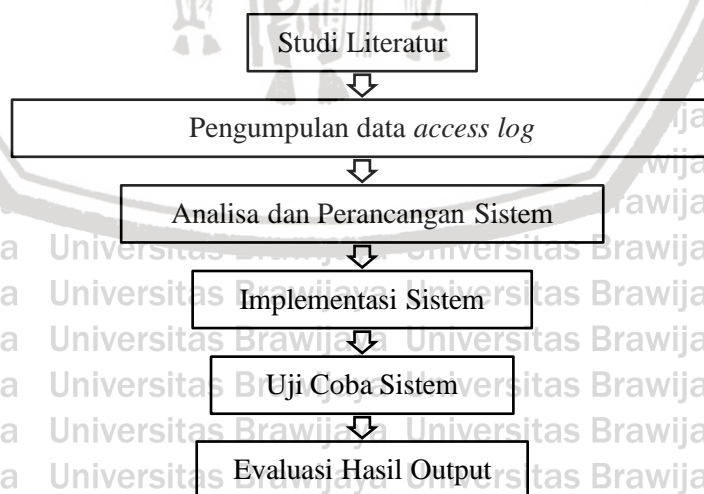 Studi Literatur
Pengumpulan data access log
Analisa dan Perancangan Sistem
Implementasi Sistem
Uji Coba Sistem
Evaluasi Hasil Output